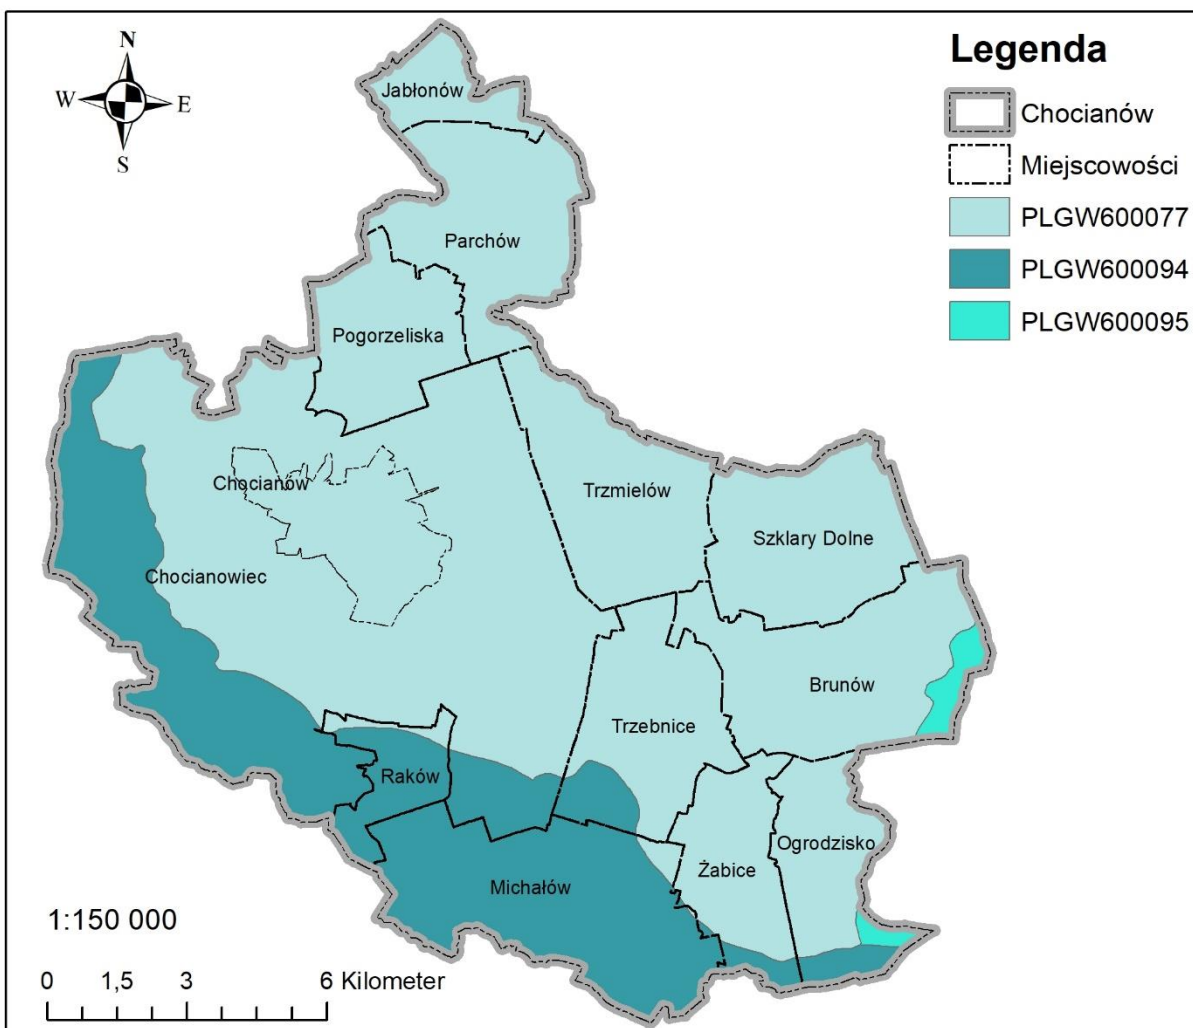 N
W E
S
Legenda
Chocianów
Miejscowości
PLGW600077
PLGW600094
PLGW600095
Jabłonów
Parchów
Pogorzeliska
Chocianów
Trzmielów
Szklary Dolne
Chocianowiec
Brunów
Trzebnice
Raków
Ogrodzisko
Żabice
Michałów
1:150 000
0 1,5 3 6 Kilometer